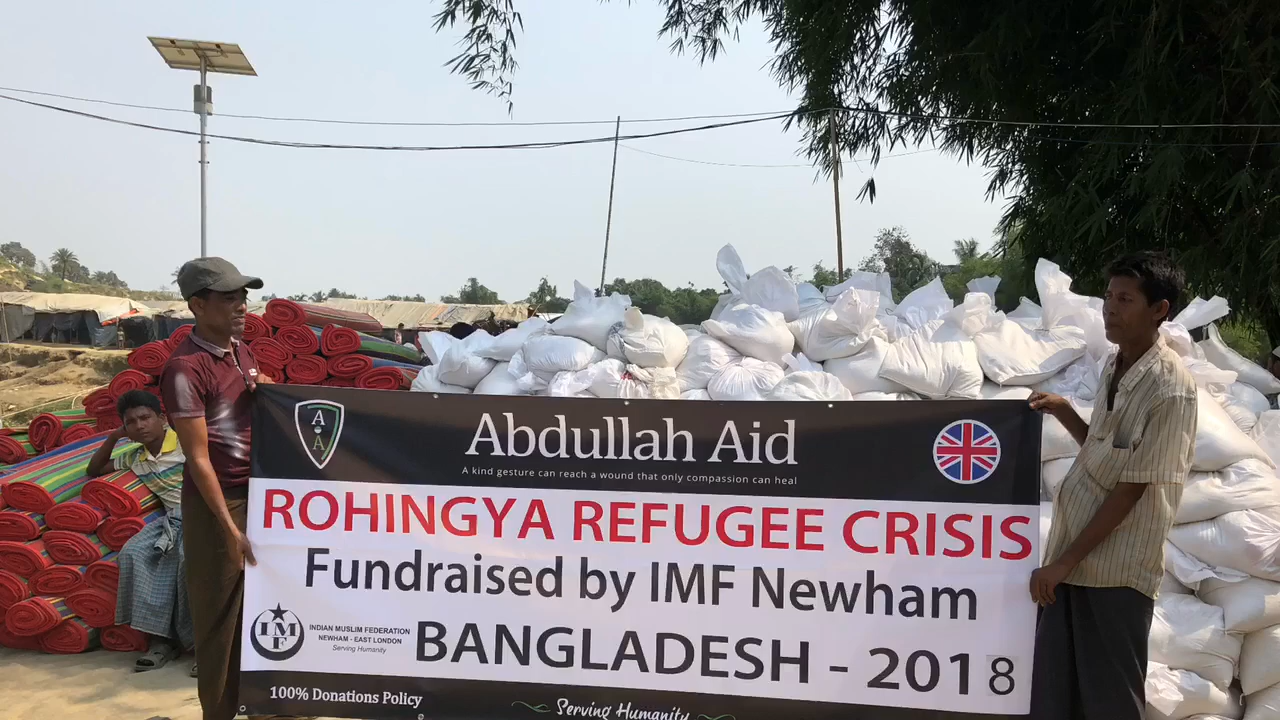 A
A
Abdullah Aid
A kind gesture can reach a wound that only compassion can heal
ROHINGYA REFUGEE CRISIS
Fundraised by IMF Newham
IMF
INDIAN MUSLIM FEDERATION
NEWHAM - EAST LONDON
Serving Humanity
BANGLADESH - 2018
100% Donations Policy
Serving Humanity